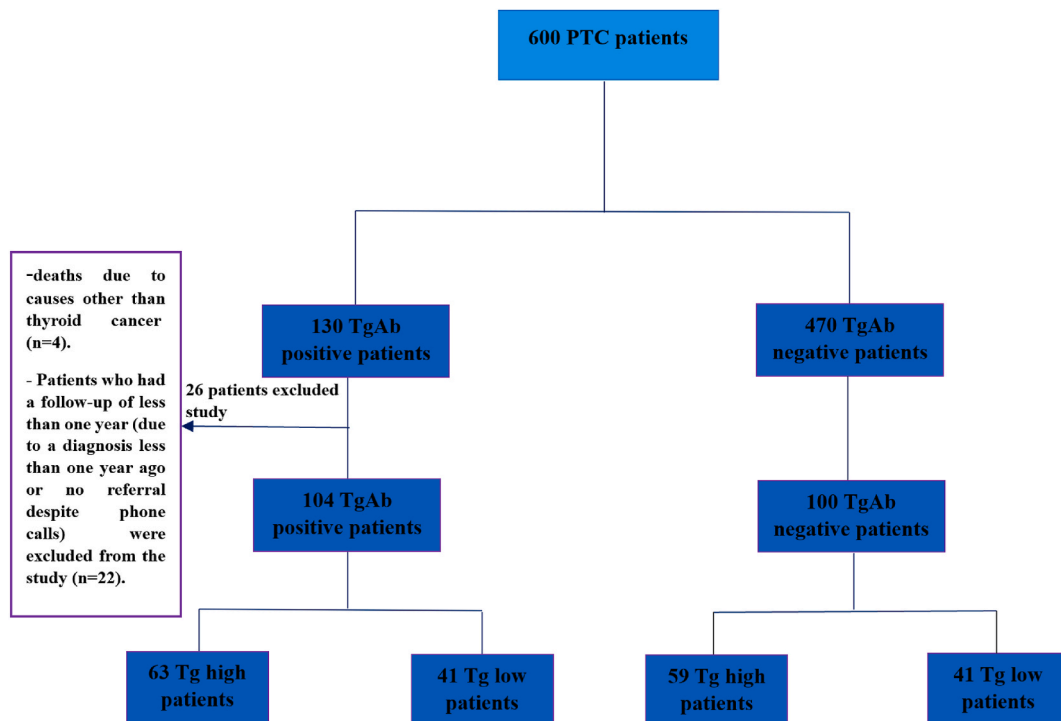 600 PTC patients
-deaths due to
causes other than
thyroid cancer
(n=4).
- Patients who had
a follow-up of less
than one year (due
to a diagnosis less
than one year ago
or no referral
despite phone
calls) were
excluded from the
study (n=22).
130 TgAb
positive patients
470 TgAb
negative patients
26 patients excluded
study
104 TgAb
positive patients
100 TgAb
negative patients
63 Tg high
patients
41 Tg low
patients
59 Tg high
patients
41 Tg low
patients